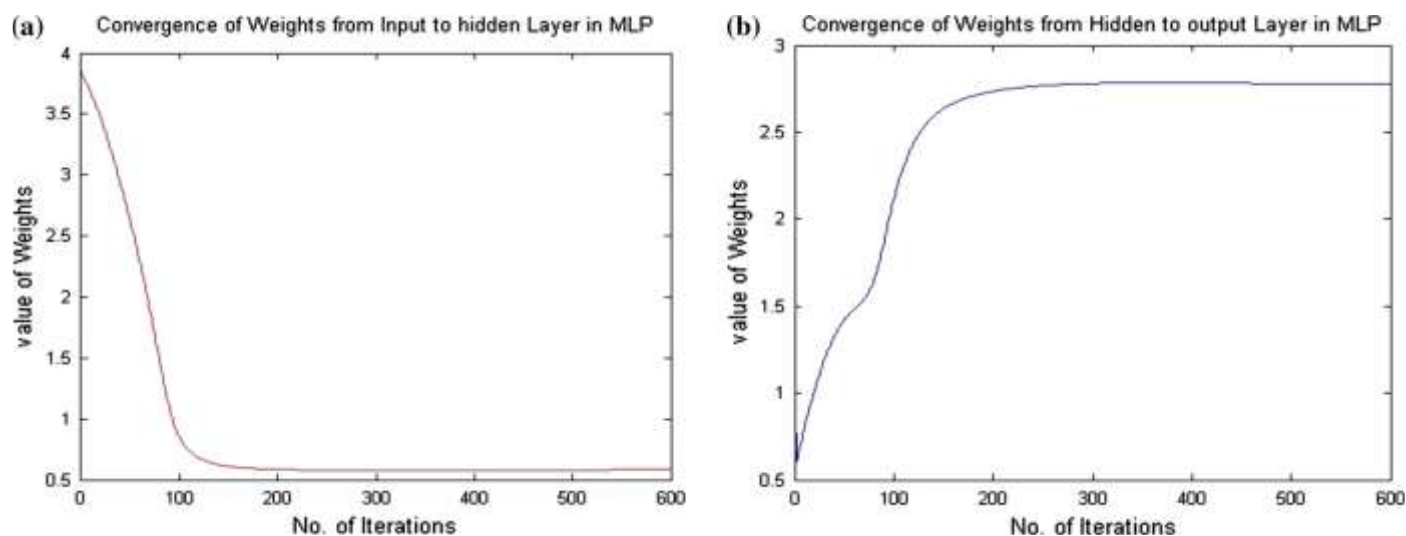 (a) Convergence of Weights from Input to hidden Layer in MLP
value of Weights
4
3.5
3
2.5
2
1.5
1
0.5
0 100 200 300 400 500 600
No. of Iterations
(b) Convergence of Weights from Hidden to output Layer in MLP
value of Weights
3
2.5
2
1.5
1
0.5
0 100 200 300 400 500 600
No. of Iterations